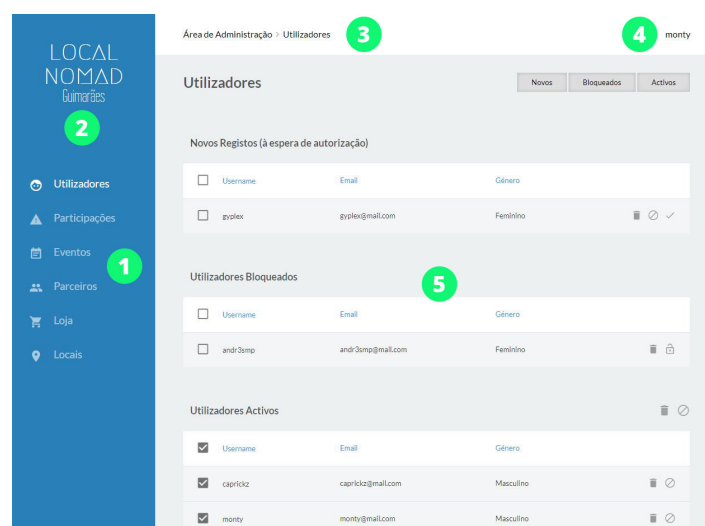 LOCAL
NOMAD
Guimarães
2
Utilizadores
Participações
Eventos
1
Parceiros
Loja
Locais
Área de Administração > Utilizadores
3
4
monty
Utilizadores
Novos Bloqueados Activos
Novos Registos (à espera de autorização)
Username Email Género
gyplex gyplex@mail.com Feminino
Utilizadores Bloqueados
5
Username Email Género
andr3smp andr3smp@mail.com Feminino
Utilizadores Activos
Username Email Género
caprickz caprickz@mail.com Masculino
monty monty@mail.com Masculino